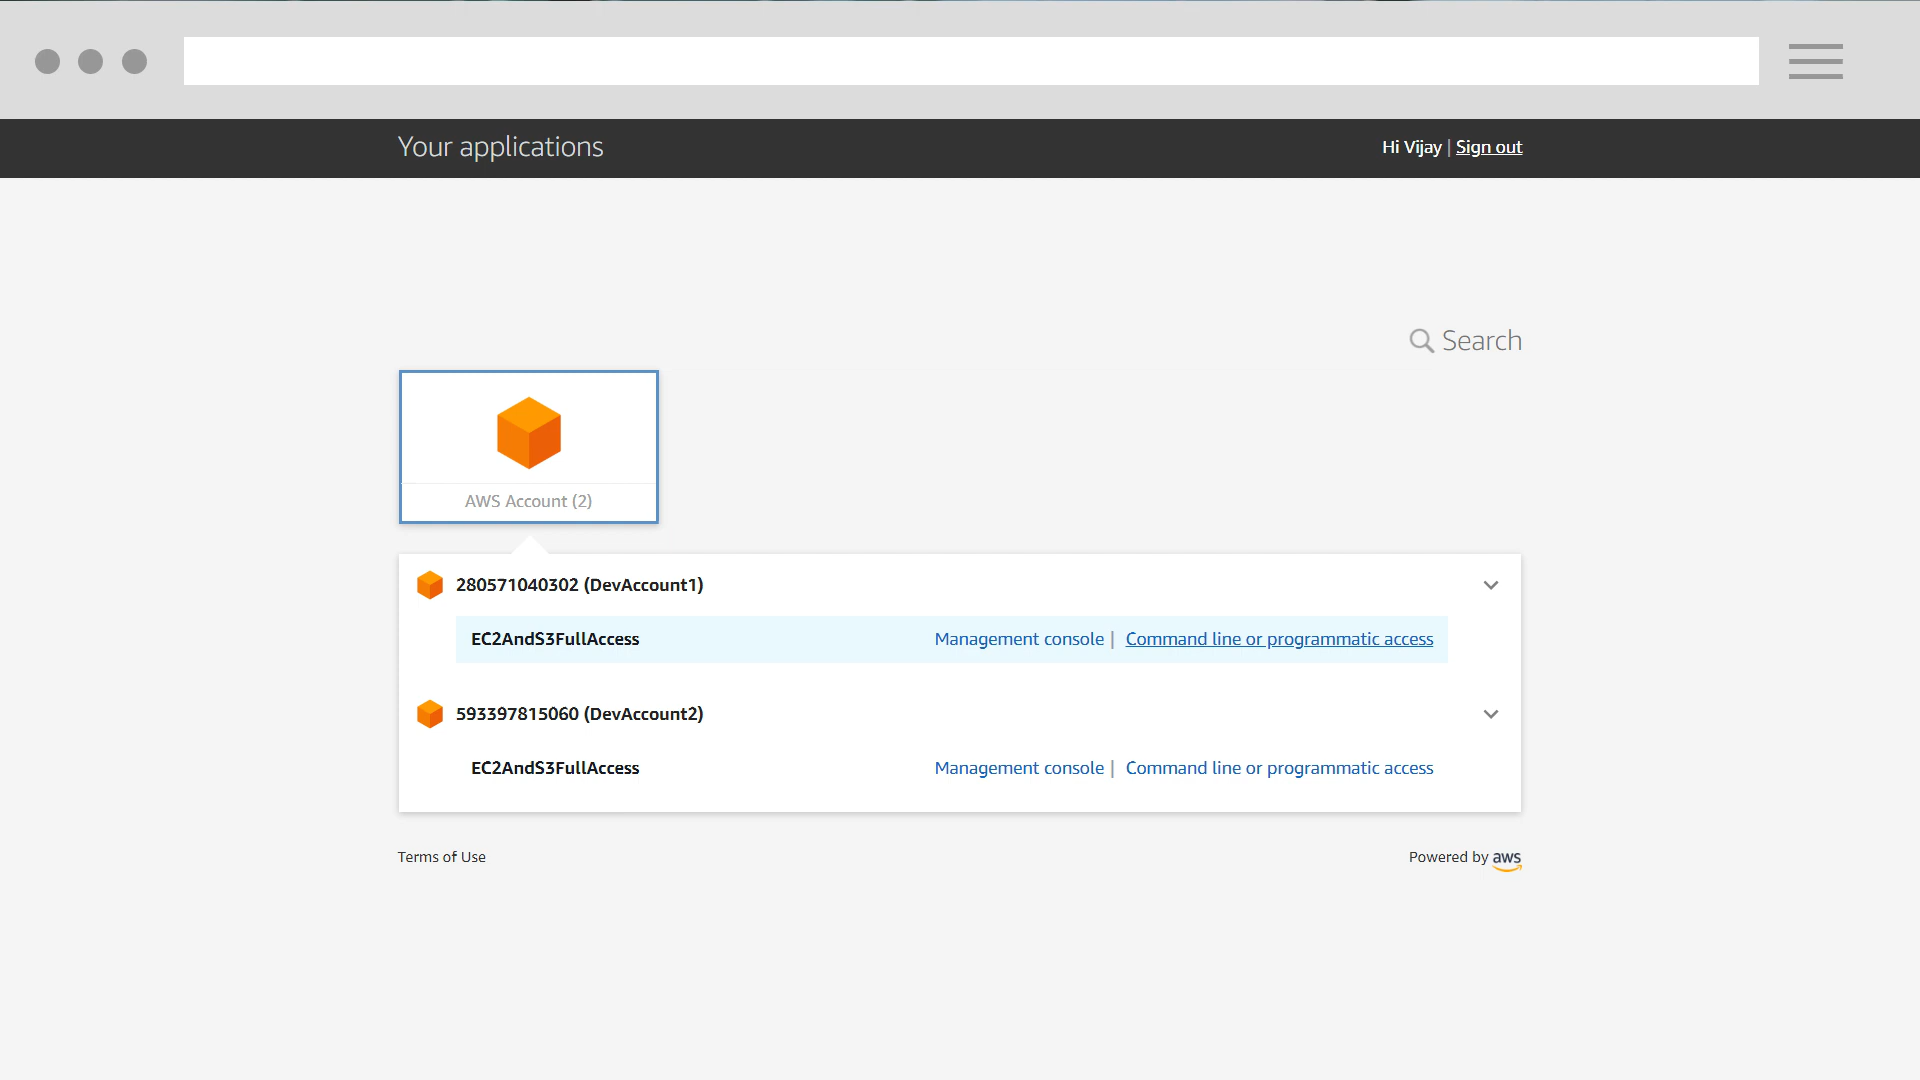 Your applications
Hi Vijay | Sign out
Search
AWS Account (2)
280571040302 (DevAccount1)
EC2AndS3FullAccess Management console | Command line or programmatic access
593397815060 (DevAccount2)
EC2AndS3FullAccess Management console | Command line or programmatic access
Terms of Use
Powered by aws